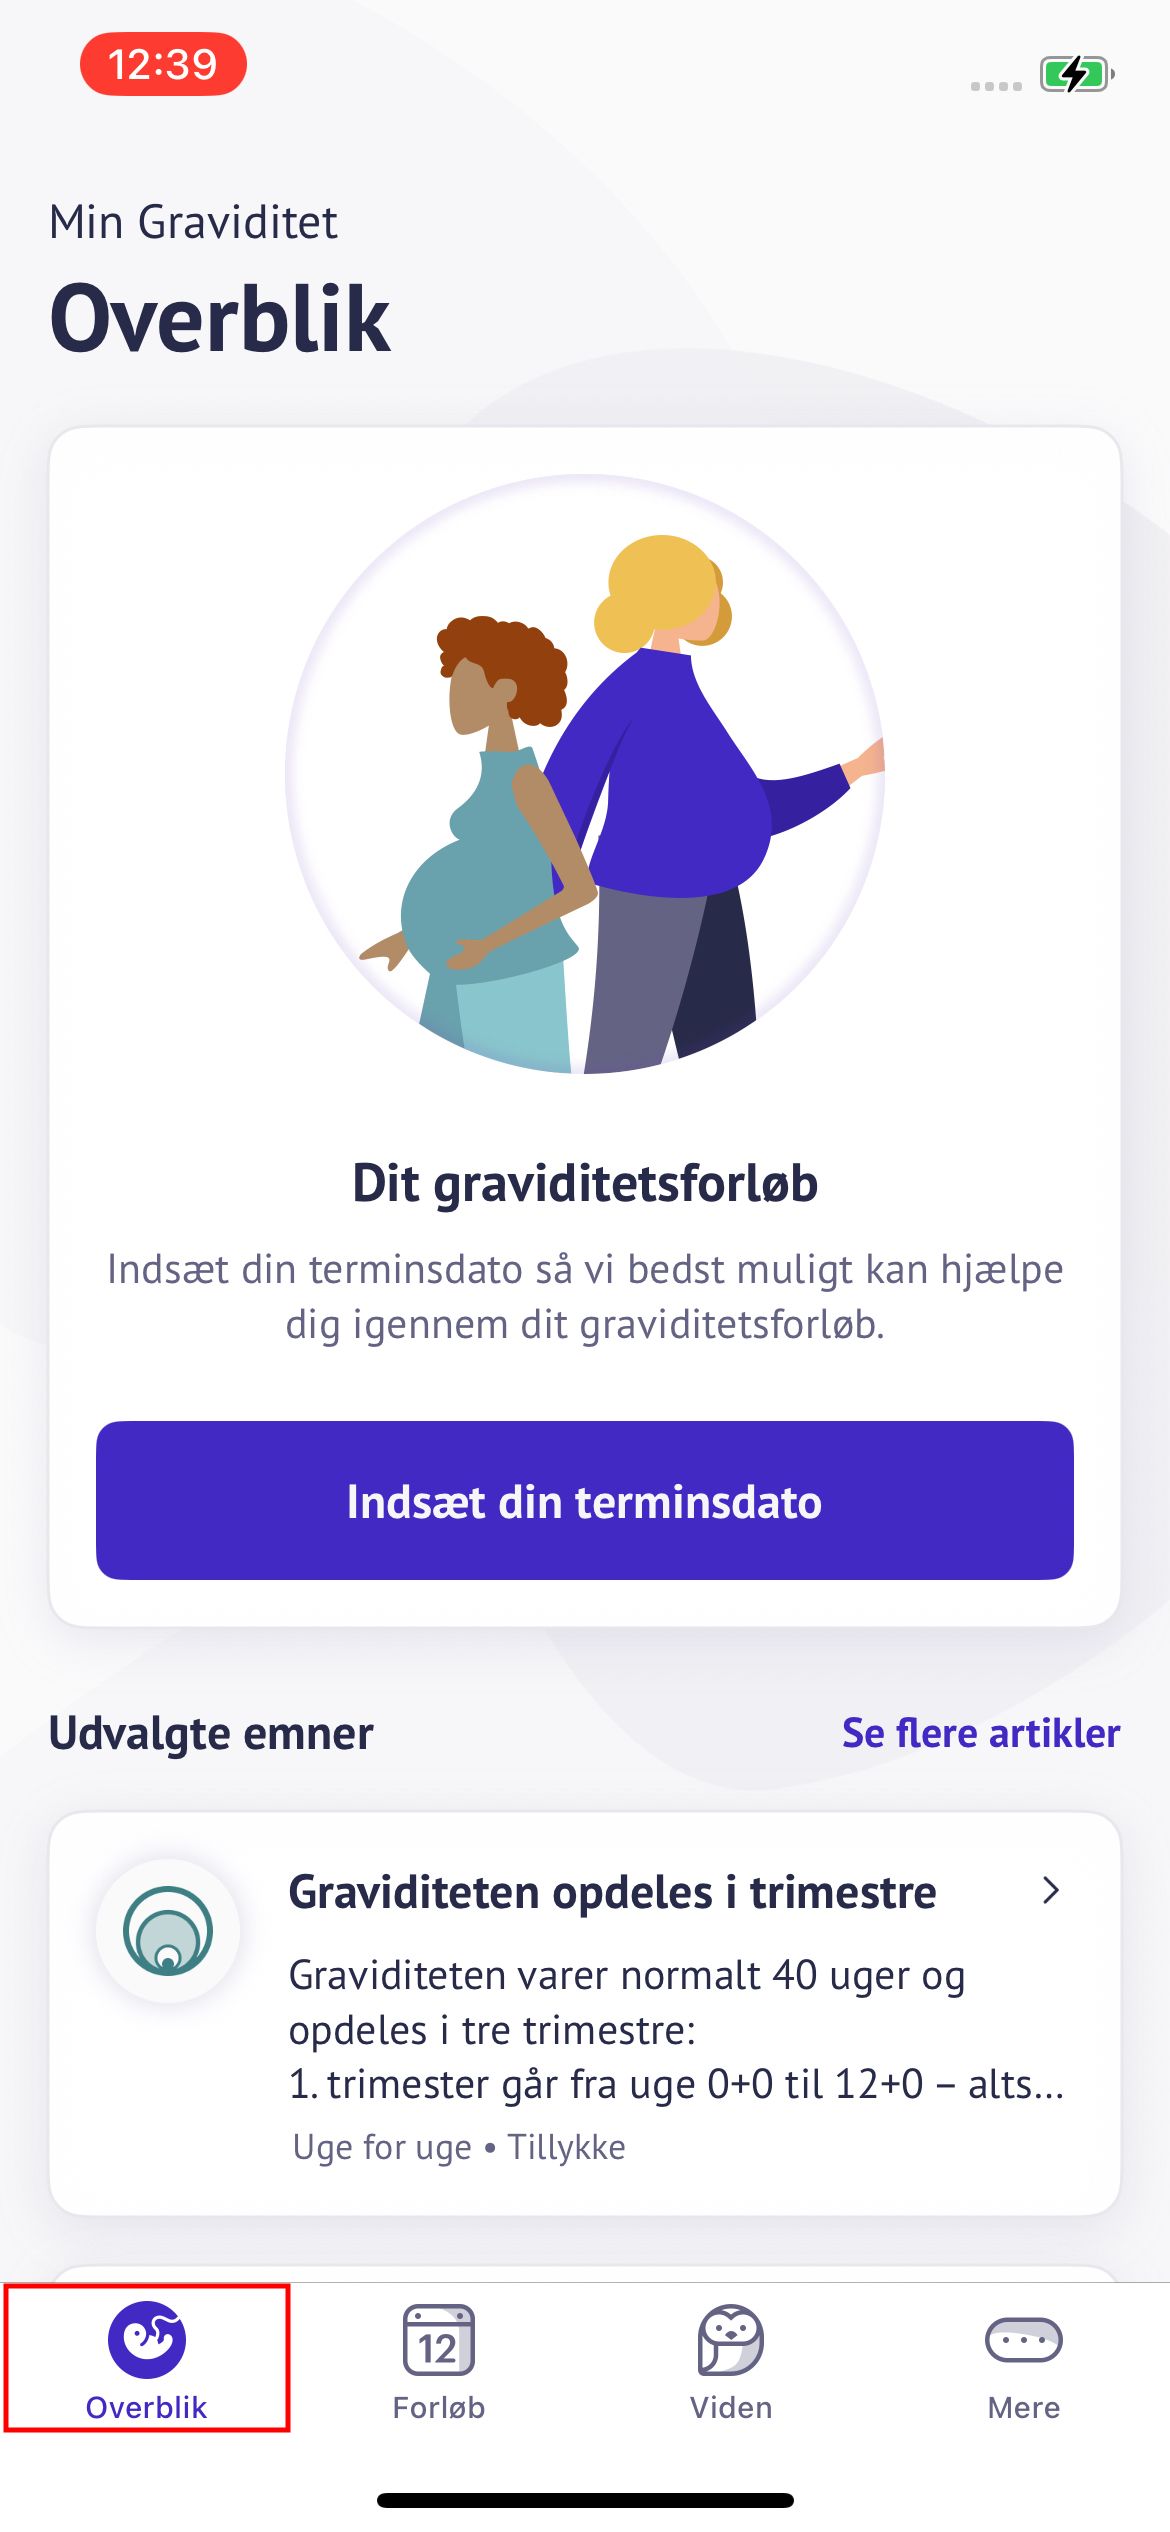 12:39
Min Graviditet
Overblik
Dit graviditetsforløb
Indsæt din terminsdato så vi bedst muligt kan hjælpe
dig igennem dit graviditetsforløb.
Indsæt din terminsdato
Udvalgte emner
Se flere artikler
Graviditeten opdeles i trimestre
Graviditeten varer normalt 40 uger og
opdeles i tre trimestre:
1. trimester går fra uge 0+0 til 12+0 – alts...
Uge for uge • Tillykke
12
Overblik
Forløb
Viden
Mere